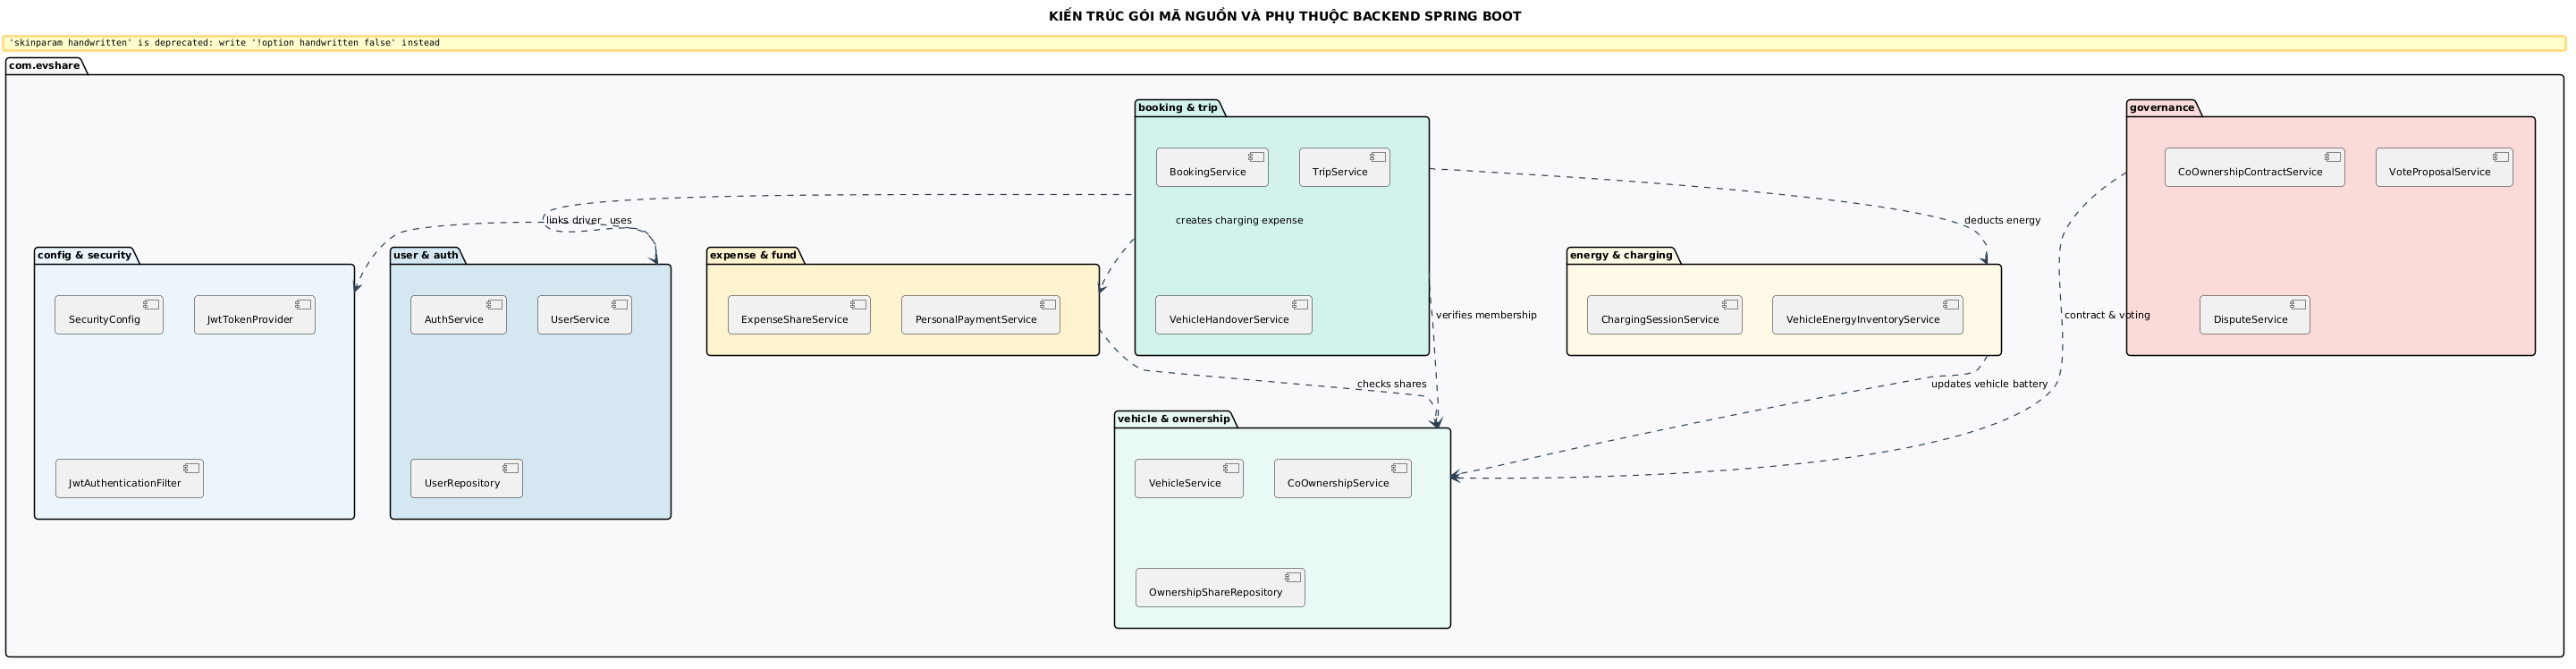 KIẾN TRÚC GÓI MÃ NGUỒN VÀ PHỤ THUỘC BACKEND SPRING BOOT
'skinparam handwritten' is deprecated: write '!option handwritten false' instead
com.evshare
booking & trip
BookingService
TripService
creates charging expense
VehicleHandoverService
governance
CoOwnershipContractService
VoteProposalService
DisputeService
links driver
uses
deducts energy
config & security
SecurityConfig
JwtTokenProvider
JwtAuthenticationFilter
user & auth
AuthService
UserService
UserRepository
expense & fund
ExpenseShareService
PersonalPaymentService
energy & charging
ChargingSessionService
VehicleEnergyInventoryService
verifies membership
contract & voting
checks shares
updates vehicle battery
vehicle & ownership
VehicleService
CoOwnershipService
OwnershipShareRepository